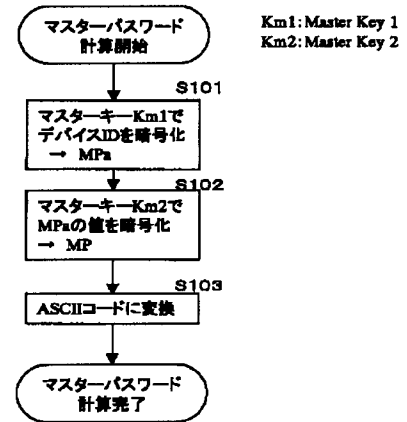 マスターパスワード
計算開始
Km1:Master Key 1
Km2:Master Key 2
S101
マスターキーKm1で
デバイスIDを暗号化
→ MPa
S102
マスターキーKm2で
MPaの値を暗号化
→ MP
S103
ASCIIコードに変換
マスターパスワード
計算完了